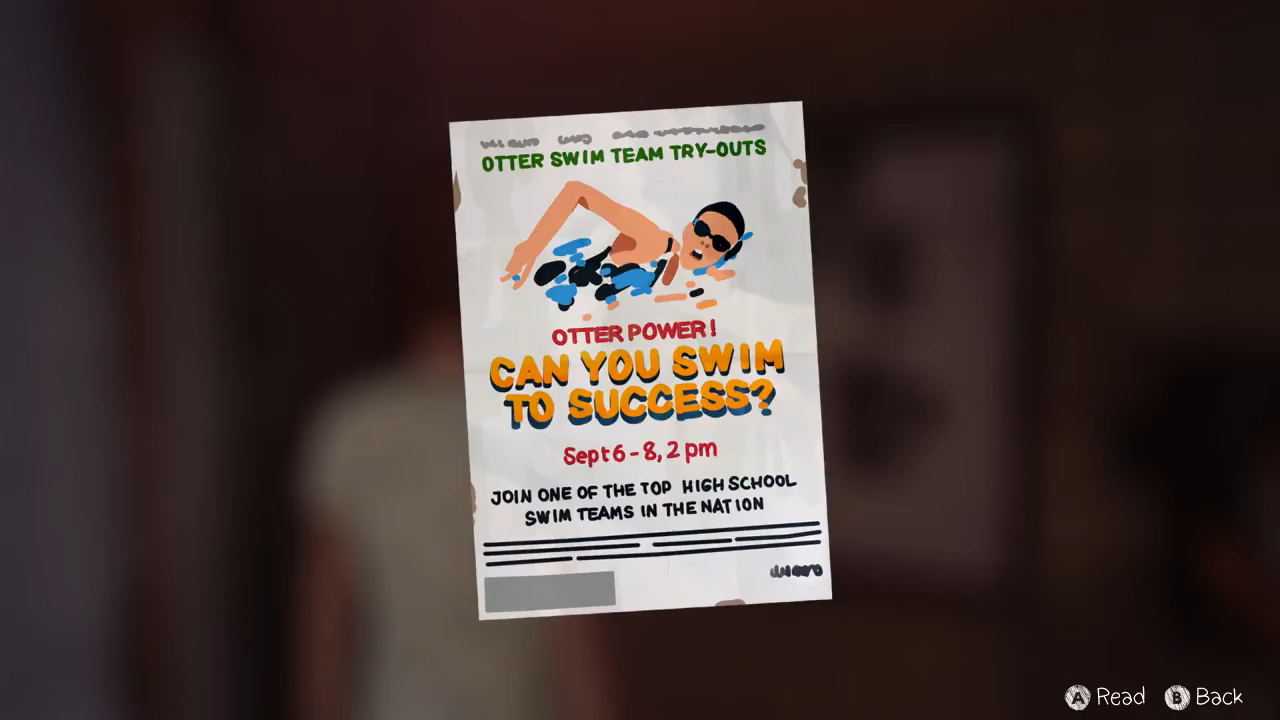 OTTER SWIM TEAM TRY-OUTS
OTTER POWER!
CAN YOU SWIM
TO SUCCESS?
Sept 6-8, 2 pm
JOIN ONE OF THE TOP HIGH SCHOOL
SWIM TEAMS IN THE NATION
A Read B Back